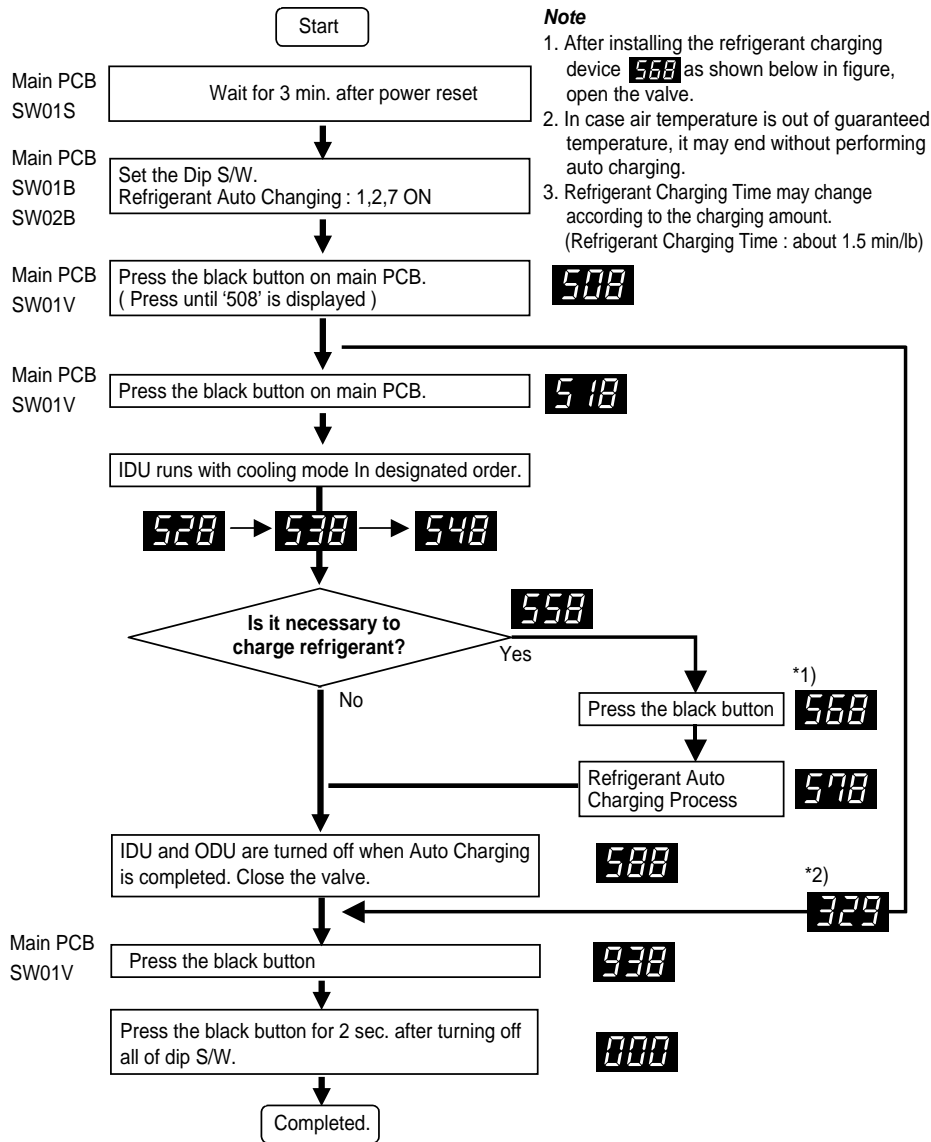 Start
Note
1. After installing the refrigerant charging
device 568 as shown below in figure,
open the valve.
2. In case air temperature is out of guaranteed
temperature, it may end without performing
auto charging.
3. Refrigerant Charging Time may change
according to the charging amount.
(Refrigerant Charging Time : about 1.5 min/lb)
Main PCB
SW01S
Wait for 3 min. after power reset
Main PCB
SW01B
SW02B
Set the Dip S/W.
Refrigerant Auto Changing : 1,2,7 ON
Main PCB
SW01V
Press the black button on main PCB.
( Press until ‘508’ is displayed )
508
Main PCB
SW01V
Press the black button on main PCB.
518
IDU runs with cooling mode In designated order.
528 538 548
Is it necessary to
charge refrigerant?
558
Yes
No
*1)
Press the black button
568
Refrigerant Auto
Charging Process
578
IDU and ODU are turned off when Auto Charging
is completed. Close the valve.
588
*2)
329
Main PCB
SW01V
Press the black button
938
Press the black button for 2 sec. after turning off
all of dip S/W.
000
Completed.